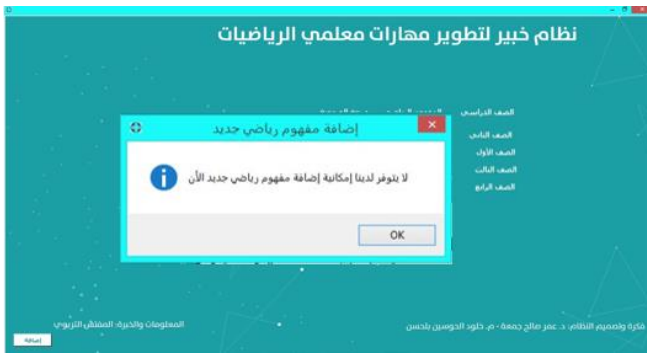 نظام خبير لتطوير مهارات معلمي الرياضيات
الصف الدراسي
إضافة مفهوم رياضي جديد
الصف الثاني
الصف الأول
لا يتوفر لدينا إمكانية إضافة مفهوم رياضي جديد الأن
الصف الثالث
الصف الرابع
OK
فكرة وتصميم النظام: د. عمر صالح جمعة - م. خلود الحوسين بلحسن
المعلومات والخبرة: المفتش التربوي
إضافة